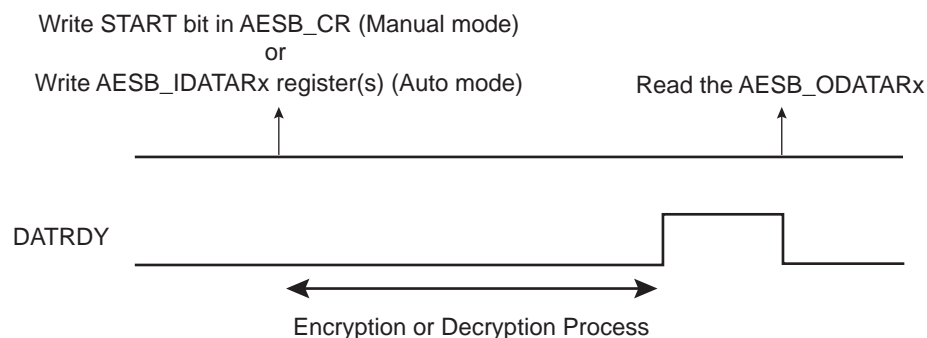 Write START bit in AESB_CR (Manual mode)
or
Write AESB_IDATARx register(s) (Auto mode)
Read the AESB_ODATARx
DATRDY
Encryption or Decryption Process